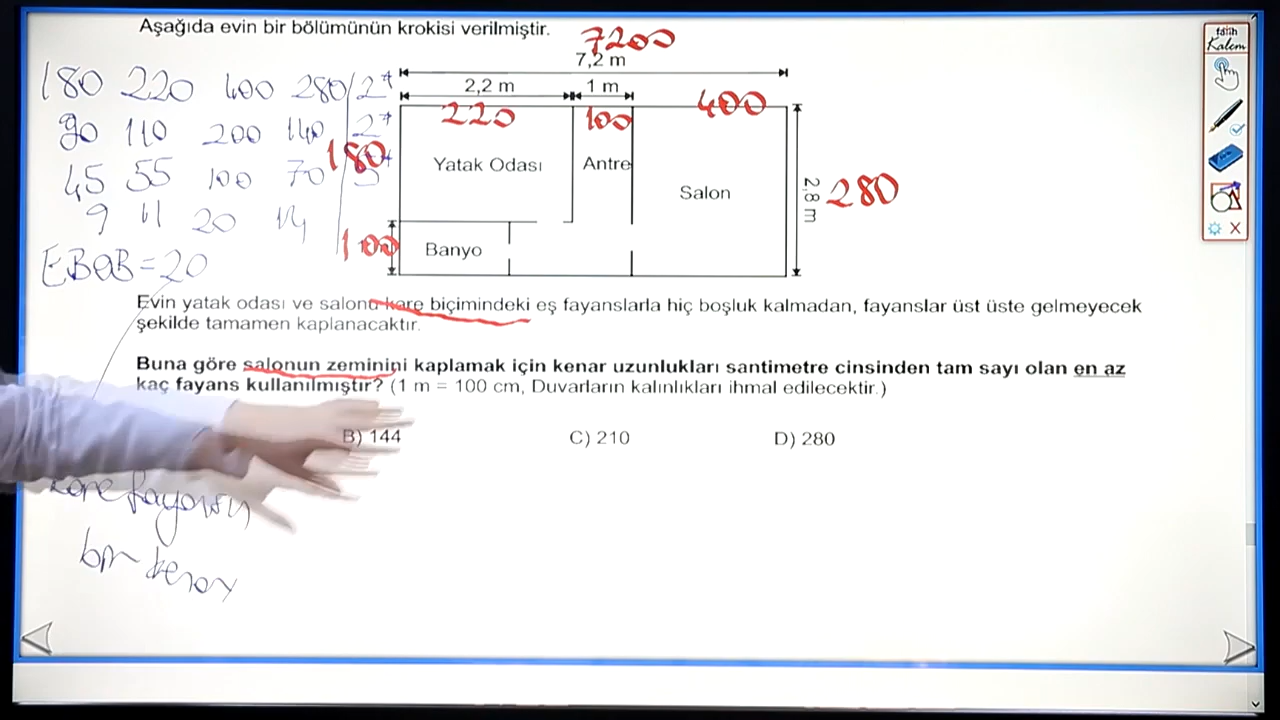 Aşağıda evin bir bölümünün krokisi verilmiştir.
7200
7,2 m
2,2 m
1 m
220
100
400
180 220 400 280 2*
90 110 200 140 2*
45 55 100 70 5*
9 11 20 14
EBOB=20
180
Yatak Odası
Antre
Salon
2,8 m
280
100
Banyo
Evin yatak odası ve salonu kare biçimindeki eş fayanslarla hiç boşluk kalmadan, fayanslar üst üste gelmeyecek
şekilde tamamen kaplanacaktır.
Buna göre salonun zeminini kaplamak için kenar uzunlukları santimetre cinsinden tam sayı olan en az
kaç fayans kullanılmıştır? (1 m = 100 cm, Duvarların kalınlıkları ihmal edilecektir.)
B) 144
C) 210
D) 280
kare fayansın
bir kenarı
fatih
Kalem